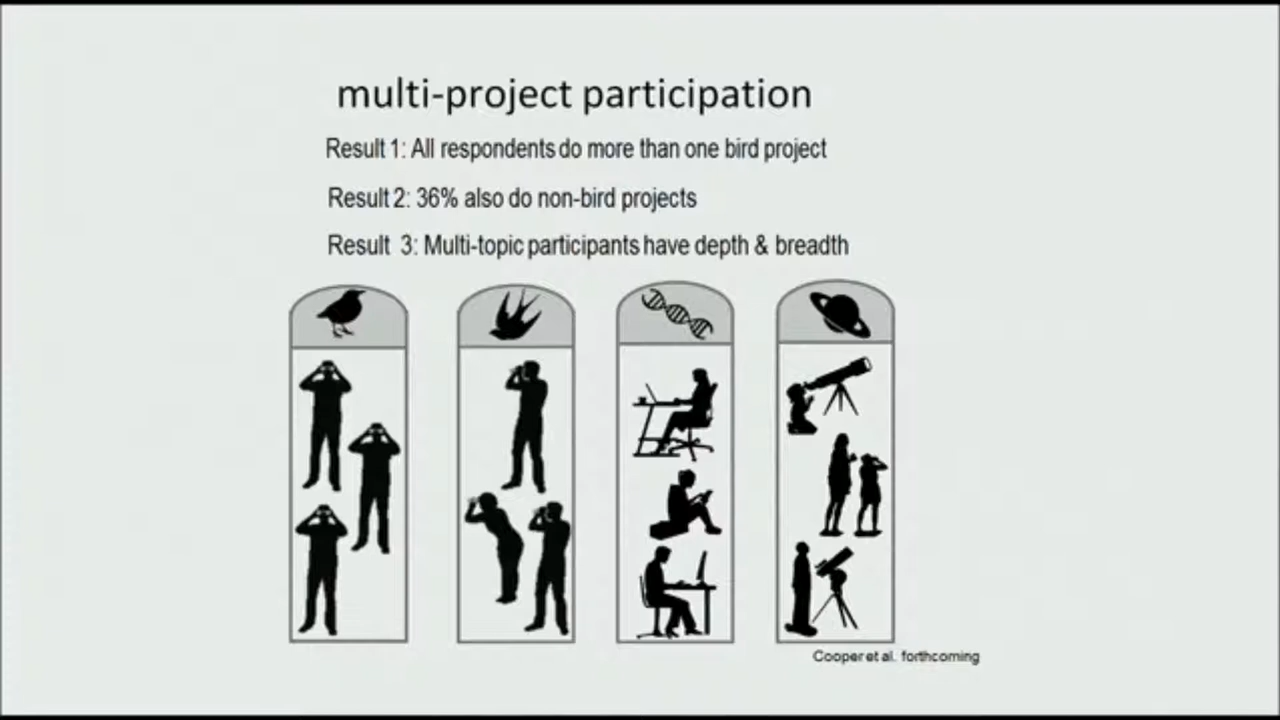 multi-project participation
Result 1: All respondents do more than one bird project
Result 2: 36% also do non-bird projects
Result 3: Multi-topic participants have depth & breadth
Cooper et al. forthcoming